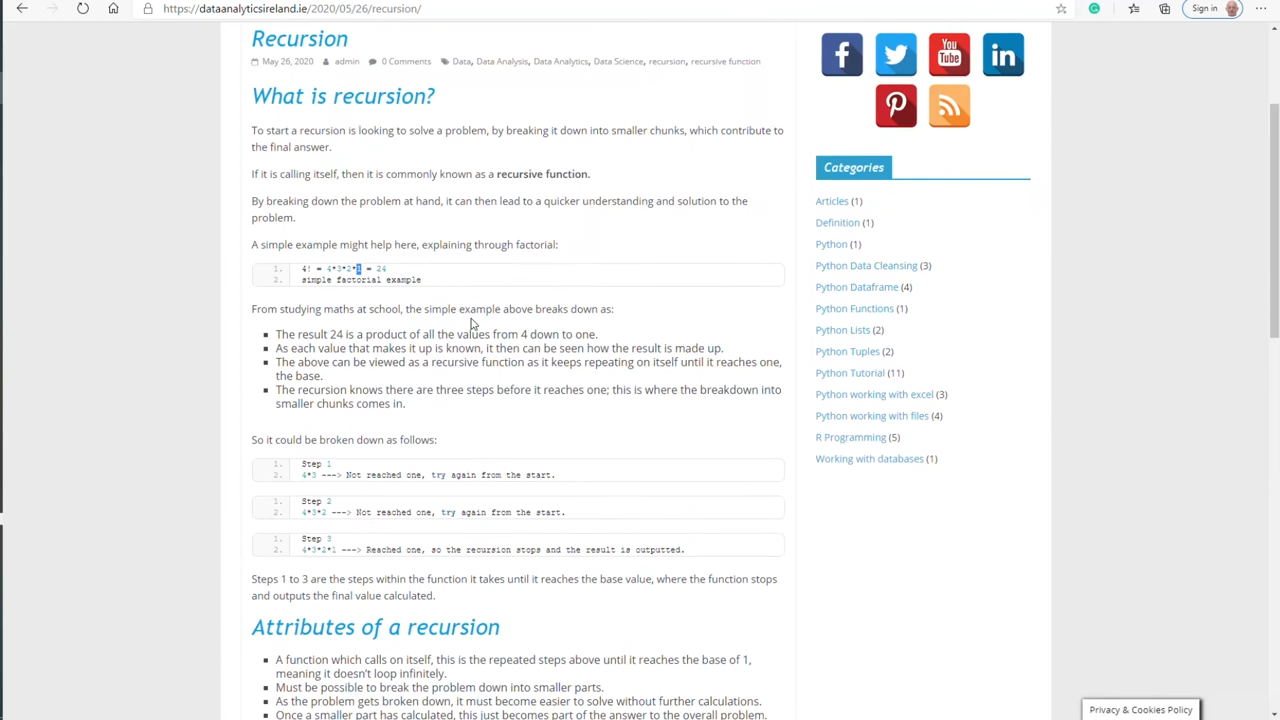 https://dataanalyticsireland.ie/2020/05/26/recursion/
Sign in
Recursion
May 26, 2020 admin 0 Comments Data, Data Analysis, Data Analytics, Data Science, recursion, recursive function
What is recursion?
To start a recursion is looking to solve a problem, by breaking it down into smaller chunks, which contribute to
the final answer.
If it is calling itself, then it is commonly known as a recursive function.
By breaking down the problem at hand, it can then lead to a quicker understanding and solution to the
problem.
A simple example might help here, explaining through factorial:
1. 4! = 4*3*2*1 = 24
2. simple factorial example
From studying maths at school, the simple example above breaks down as:
The result 24 is a product of all the values from 4 down to one.
As each value that makes it up is known, it then can be seen how the result is made up.
The above can be viewed as a recursive function as it keeps repeating on itself until it reaches one,
the base.
The recursion knows there are three steps before it reaches one; this is where the breakdown into
smaller chunks comes in.
So it could be broken down as follows:
1. Step 1
2. 4*3 ---> Not reached one, try again from the start.
1. Step 2
2. 4*3*2 ---> Not reached one, try again from the start.
1. Step 3
2. 4*3*2*1 ---> Reached one, so the recursion stops and the result is outputted.
Steps 1 to 3 are the steps within the function it takes until it reaches the base value, where the function stops
and outputs the final value calculated.
Attributes of a recursion
A function which calls on itself, this is the repeated steps above until it reaches the base of 1,
meaning it doesn't loop infinitely.
Must be possible to break the problem down into smaller parts.
As the problem gets broken down, it must become easier to solve without further calculations.
Once a smaller part has calculated, this just becomes part of the answer to the overall problem.
You
Tube
in
Categories
Articles (1)
Definition (1)
Python (1)
Python Data Cleansing (3)
Python Dataframe (4)
Python Functions (1)
Python Lists (2)
Python Tuples (2)
Python Tutorial (11)
Python working with excel (3)
Python working with files (4)
R Programming (5)
Working with databases (1)
Privacy & Cookies Policy